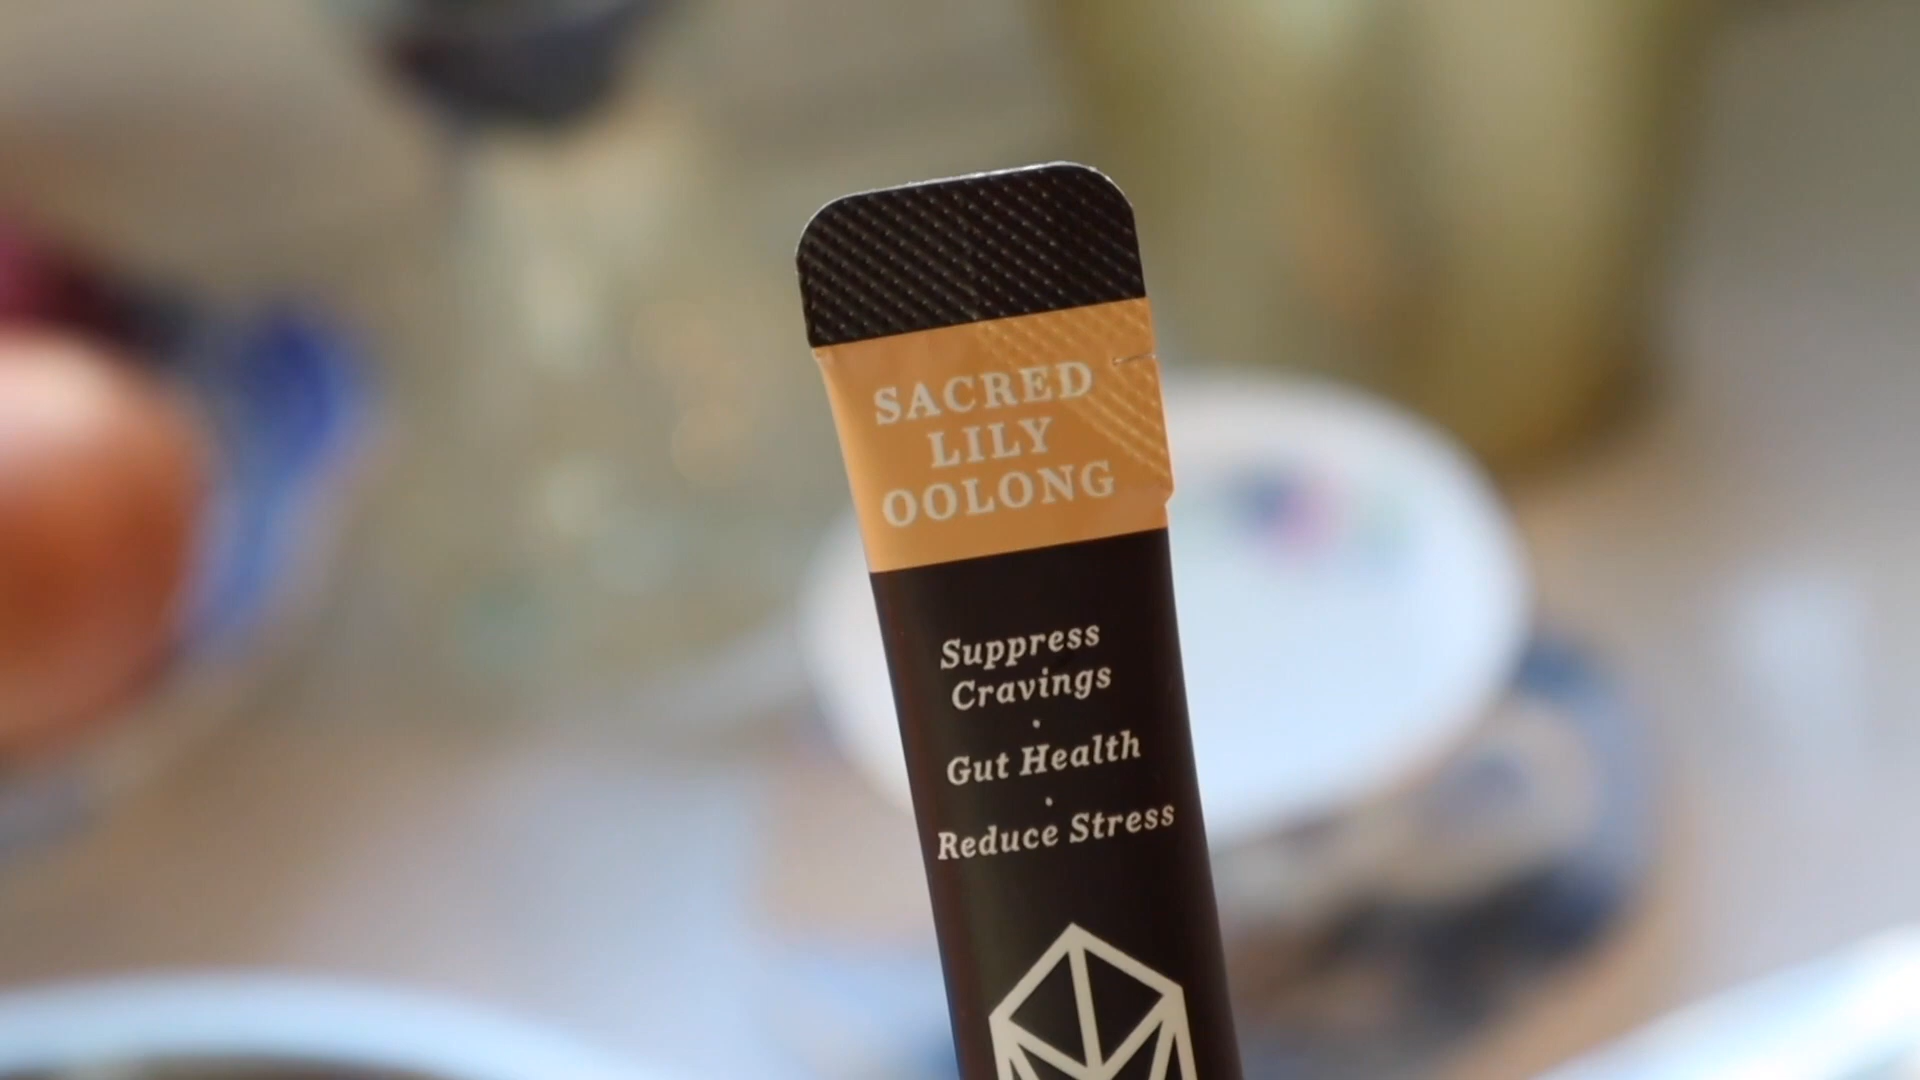 SACRED
LILY
OOLONG
Suppress
Cravings
·
Gut Health
·
Reduce Stress